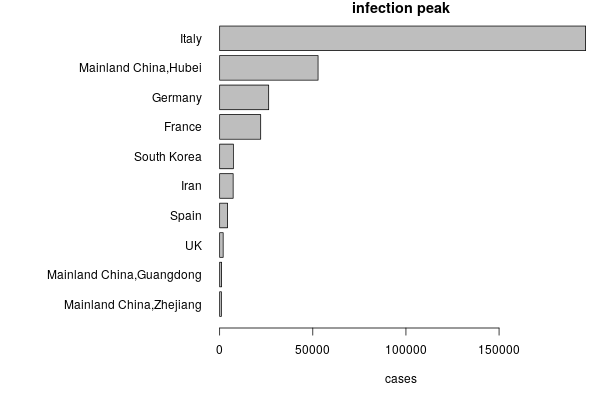 infection peak
Italy
Mainland China,Hubei
Germany
France
South Korea
Iran
Spain
UK
Mainland China,Guangdong
Mainland China,Zhejiang
0 50000 100000 150000
cases